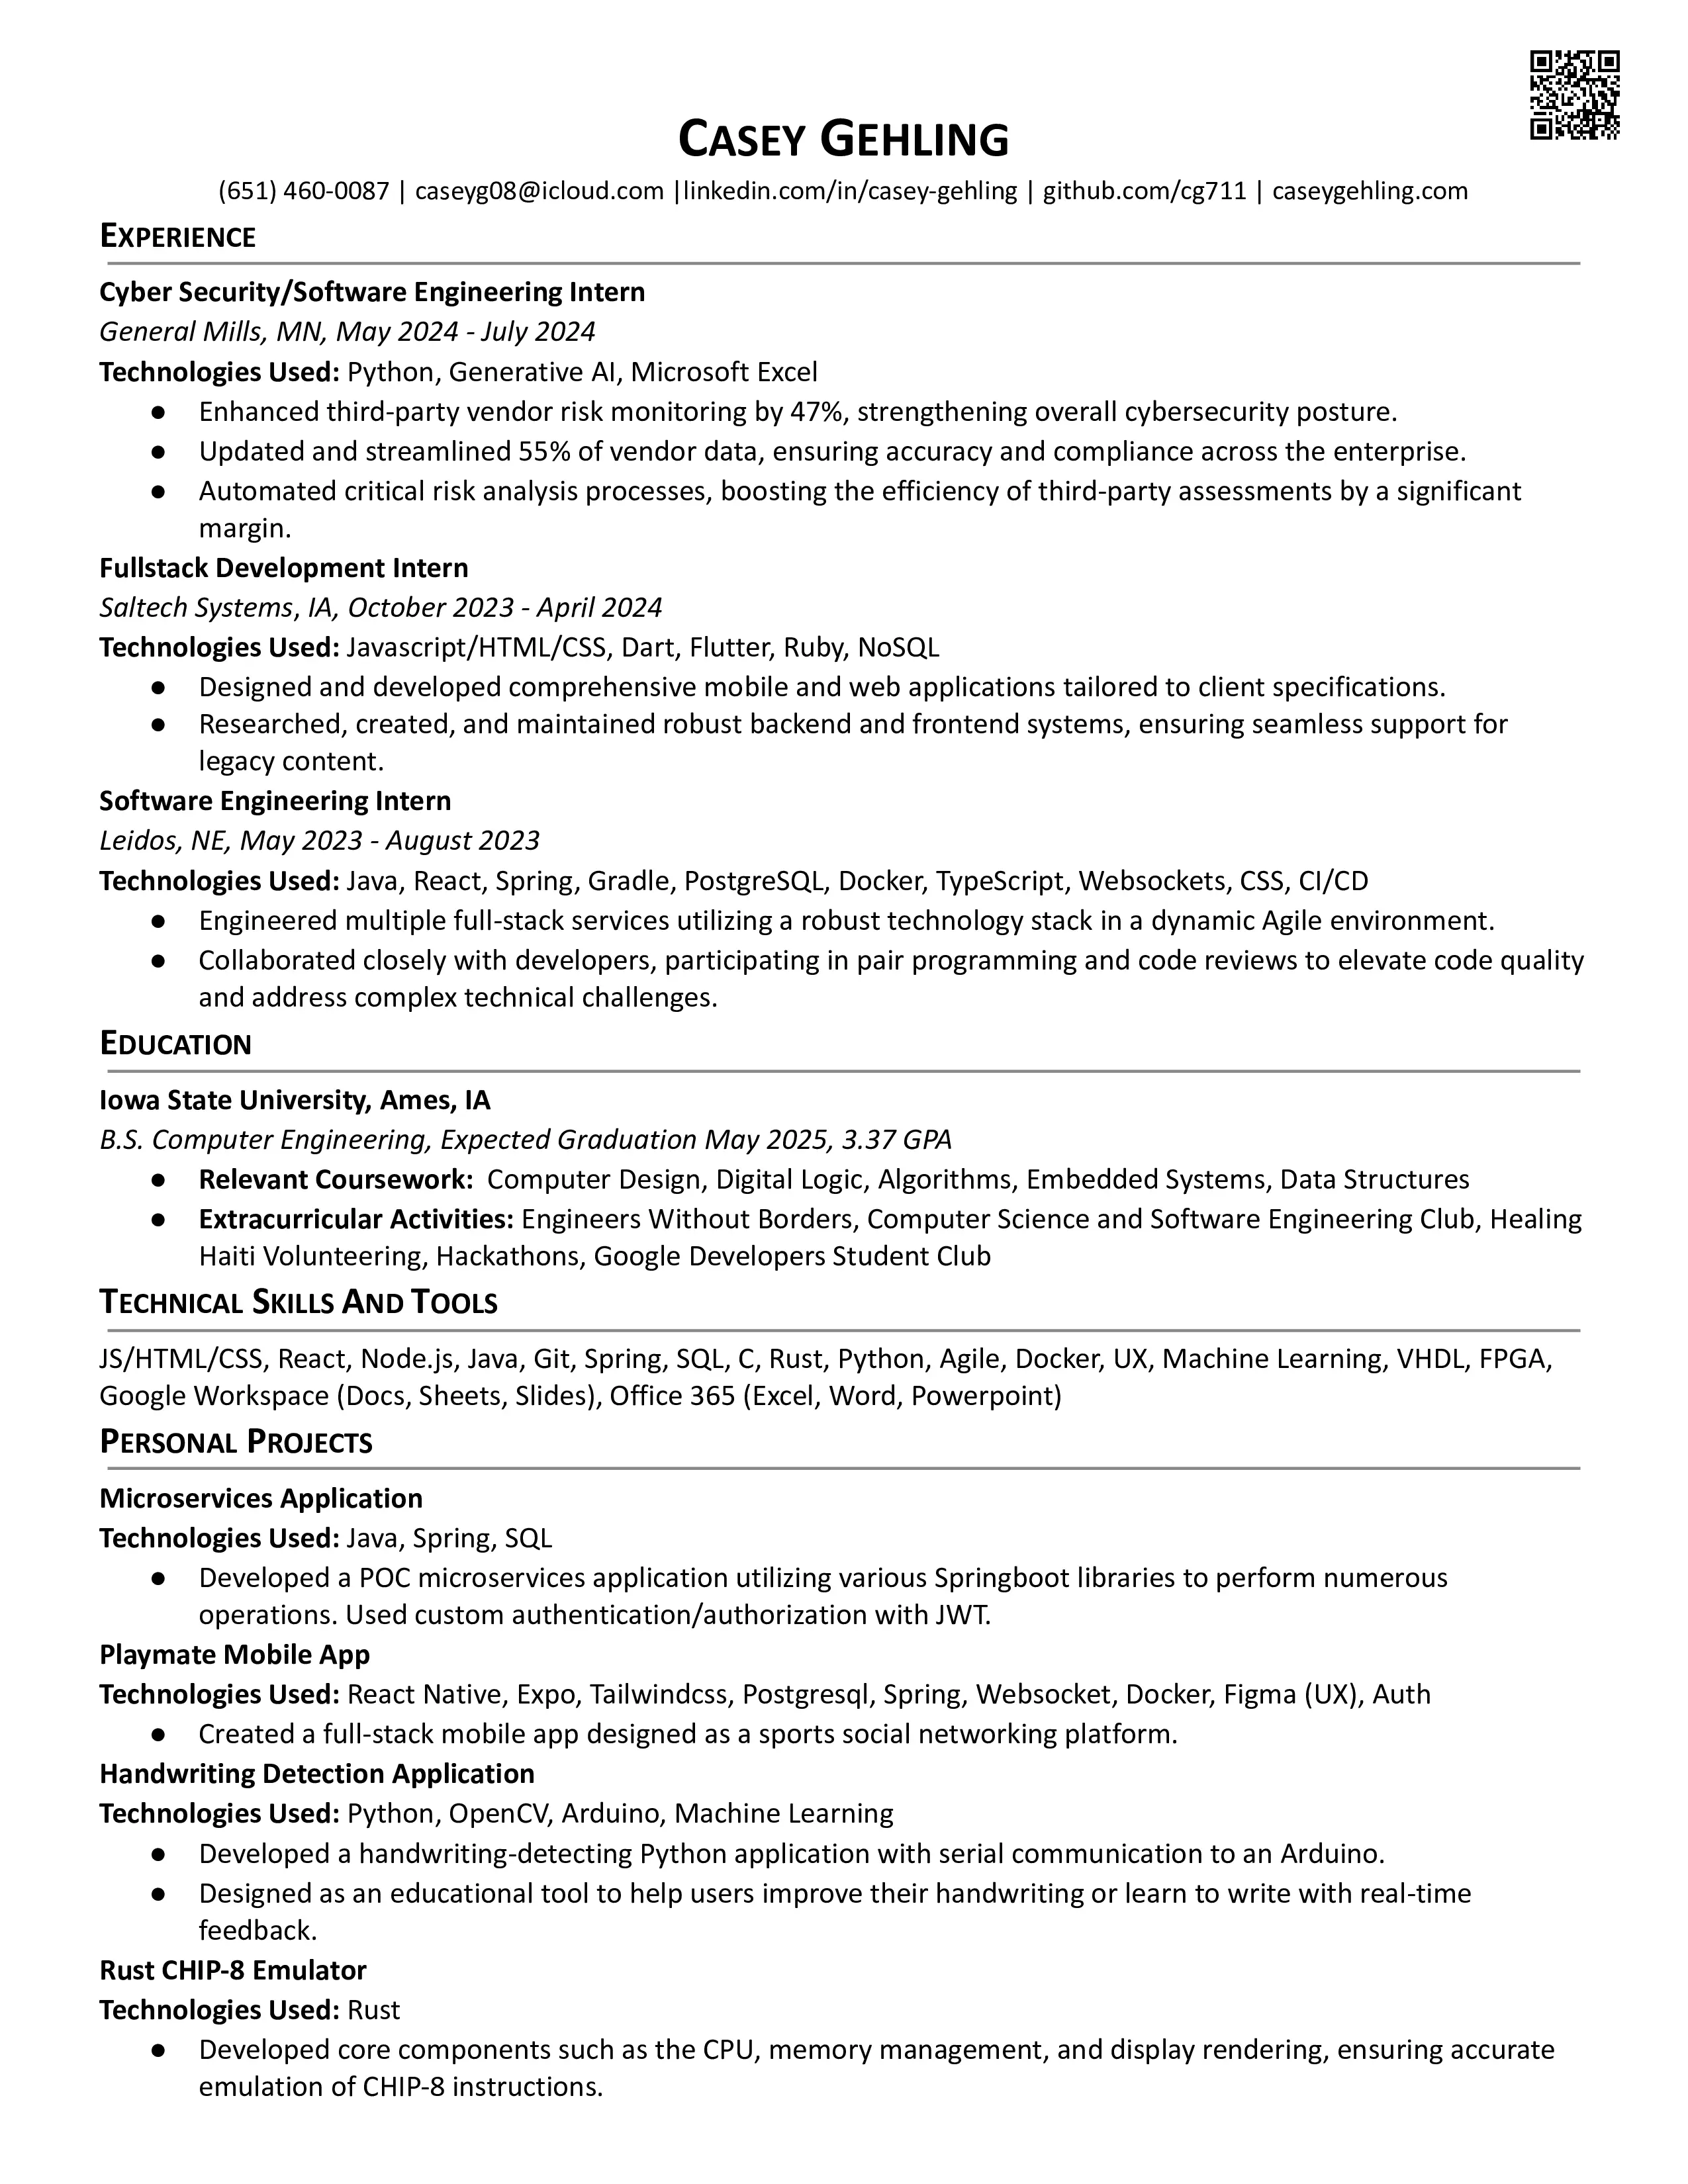 CASEY GEHLING
(651) 460-0087 | caseyg08@icloud.com |linkedin.com/in/casey-gehling | github.com/cg711 | caseygehling.com
EXPERIENCE
Cyber Security/Software Engineering Intern
General Mills, MN, May 2024 - July 2024
Technologies Used: Python, Generative AI, Microsoft Excel
● Enhanced third-party vendor risk monitoring by 47%, strengthening overall cybersecurity posture.
● Updated and streamlined 55% of vendor data, ensuring accuracy and compliance across the enterprise.
● Automated critical risk analysis processes, boosting the efficiency of third-party assessments by a significant
margin.
Fullstack Development Intern
Saltech Systems, IA, October 2023 - April 2024
Technologies Used: Javascript/HTML/CSS, Dart, Flutter, Ruby, NoSQL
● Designed and developed comprehensive mobile and web applications tailored to client specifications.
● Researched, created, and maintained robust backend and frontend systems, ensuring seamless support for
legacy content.
Software Engineering Intern
Leidos, NE, May 2023 - August 2023
Technologies Used: Java, React, Spring, Gradle, PostgreSQL, Docker, TypeScript, Websockets, CSS, CI/CD
● Engineered multiple full-stack services utilizing a robust technology stack in a dynamic Agile environment.
● Collaborated closely with developers, participating in pair programming and code reviews to elevate code quality
and address complex technical challenges.
EDUCATION
Iowa State University, Ames, IA
B.S. Computer Engineering, Expected Graduation May 2025, 3.37 GPA
● Relevant Coursework: Computer Design, Digital Logic, Algorithms, Embedded Systems, Data Structures
● Extracurricular Activities: Engineers Without Borders, Computer Science and Software Engineering Club, Healing
Haiti Volunteering, Hackathons, Google Developers Student Club
TECHNICAL SKILLS AND TOOLS
JS/HTML/CSS, React, Node.js, Java, Git, Spring, SQL, C, Rust, Python, Agile, Docker, UX, Machine Learning, VHDL, FPGA,
Google Workspace (Docs, Sheets, Slides), Office 365 (Excel, Word, Powerpoint)
PERSONAL PROJECTS
Microservices Application
Technologies Used: Java, Spring, SQL
● Developed a POC microservices application utilizing various Springboot libraries to perform numerous
operations. Used custom authentication/authorization with JWT.
Playmate Mobile App
Technologies Used: React Native, Expo, Tailwindcss, Postgresql, Spring, Websocket, Docker, Figma (UX), Auth
● Created a full-stack mobile app designed as a sports social networking platform.
Handwriting Detection Application
Technologies Used: Python, OpenCV, Arduino, Machine Learning
● Developed a handwriting-detecting Python application with serial communication to an Arduino.
● Designed as an educational tool to help users improve their handwriting or learn to write with real-time
feedback.
Rust CHIP-8 Emulator
Technologies Used: Rust
● Developed core components such as the CPU, memory management, and display rendering, ensuring accurate
emulation of CHIP-8 instructions.